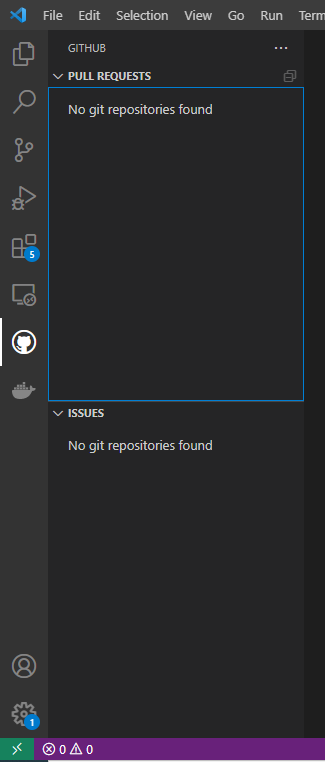 File Edit Selection View Go Run Termin
GITHUB
PULL REQUESTS
No git repositories found
5
ISSUES
No git repositories found
1
0 0